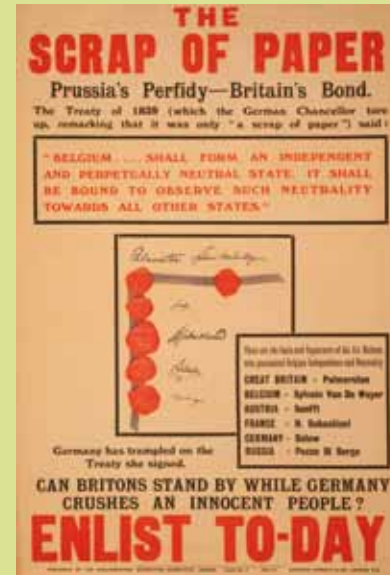 THE
SCRAP OF PAPER
Prussia's Perfidy—Britain's Bond.
The Treaty of 1839 (which the German Chancellor tore
up, remarking that it was only "a scrap of paper") said:
"BELGIUM . . . . SHALL FORM AN INDEPENDENT
AND PERPETUALLY NEUTRAL STATE. IT SHALL
BE BOUND TO OBSERVE SUCH NEUTRALITY
TOWARDS ALL OTHER STATES."
Palmerston
GREAT BRITAIN - Palmerston
BELGIUM - Sylvain Van De Weyer
AUSTRIA - Senfft
FRANCE - H. Sebastiani
GERMANY - Bulow
RUSSIA - Pozzo Di Borgo
Germany has trampled on the
Treaty she signed.
CAN BRITONS STAND BY WHILE GERMANY
CRUSHES AN INNOCENT PEOPLE?
ENLIST TO-DAY